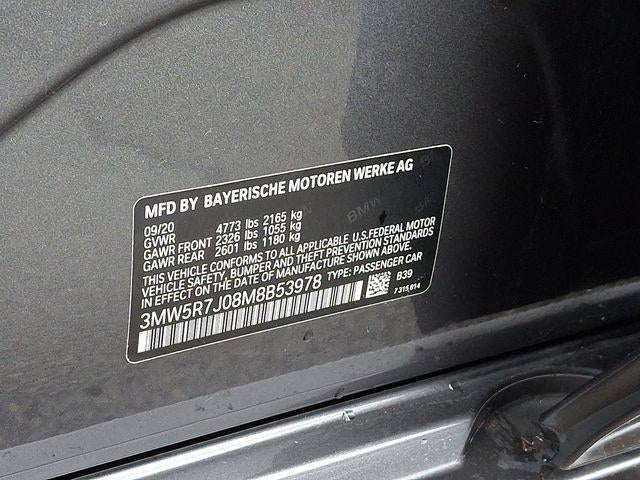 MFD BY BAYERISCHE MOTOREN WERKE AG
09/20
GVWR 4773 lbs 2165 kg
GAWR FRONT 2326 lbs 1055 kg
GAWR REAR 2601 lbs 1180 kg
THIS VEHICLE CONFORMS TO ALL APPLICABLE U.S.FEDERAL MOTOR
VEHICLE SAFETY, BUMPER AND THEFT PREVENTION STANDARDS
IN EFFECT ON THE DATE OF MANUFACTURE SHOWN ABOVE.
3MW5R7J08M8B53978 TYPE: PASSENGER CAR
B39
7 315 814
BMW